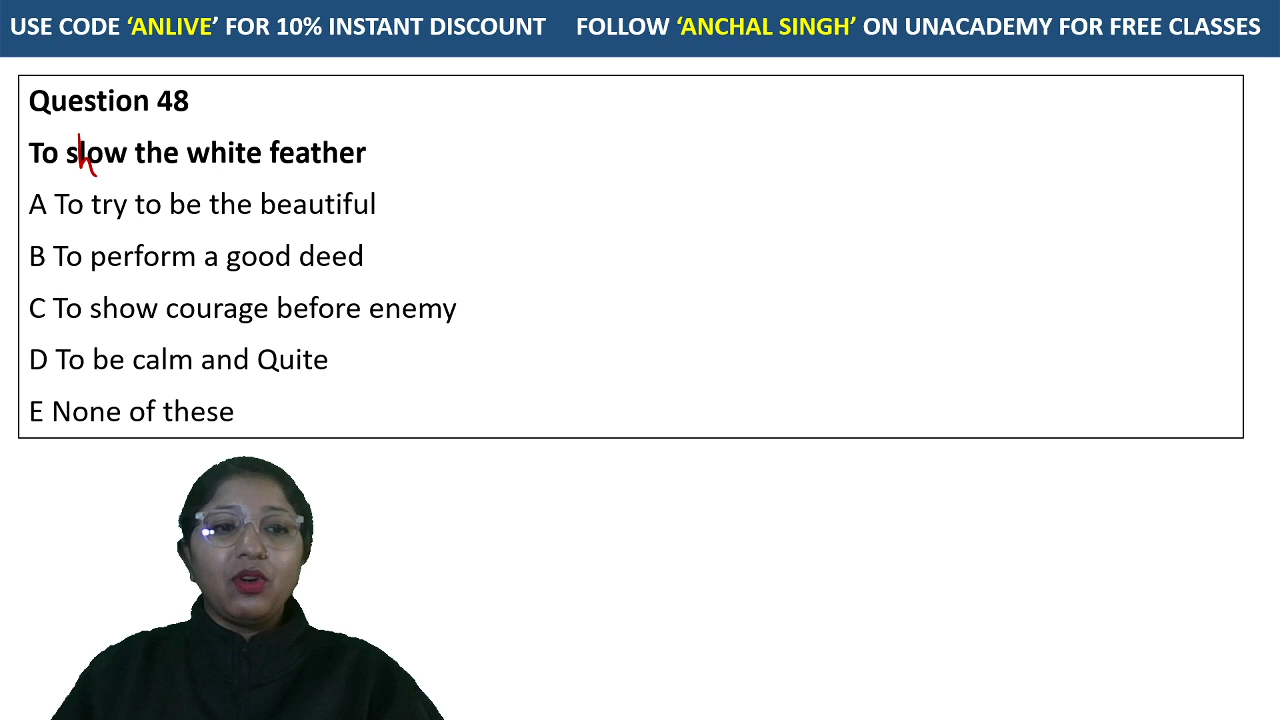 USE CODE ‘ANLIVE’ FOR 10% INSTANT DISCOUNT FOLLOW ‘ANCHAL SINGH’ ON UNACADEMY FOR FREE CLASSES
Question 48
To show the white feather
A To try to be the beautiful
B To perform a good deed
C To show courage before enemy
D To be calm and Quite
E None of these